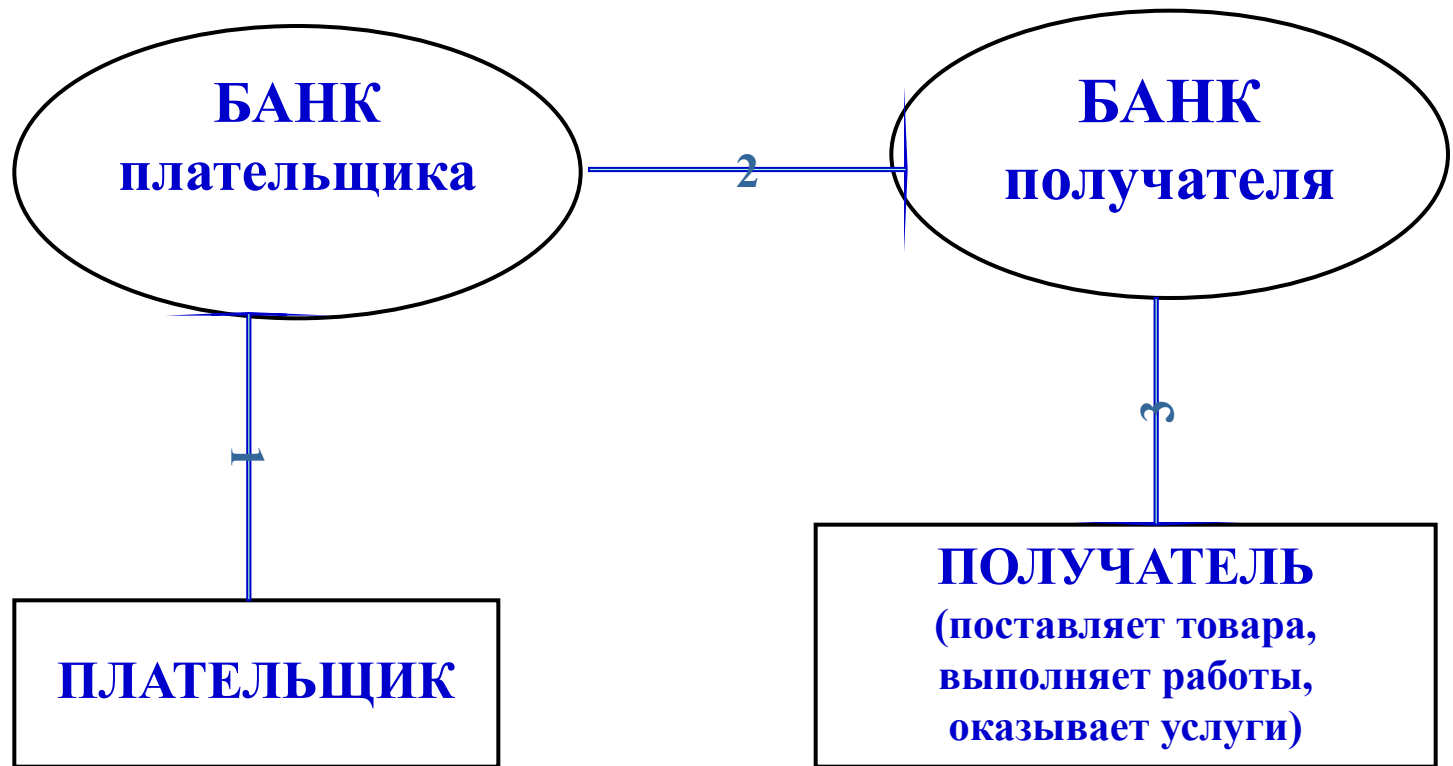 БАНК
плательщика
БАНК
получателя
2
1
3
ПЛАТЕЛЬЩИК
ПОЛУЧАТЕЛЬ
(поставляет товара,
выполняет работы,
оказывает услуги)